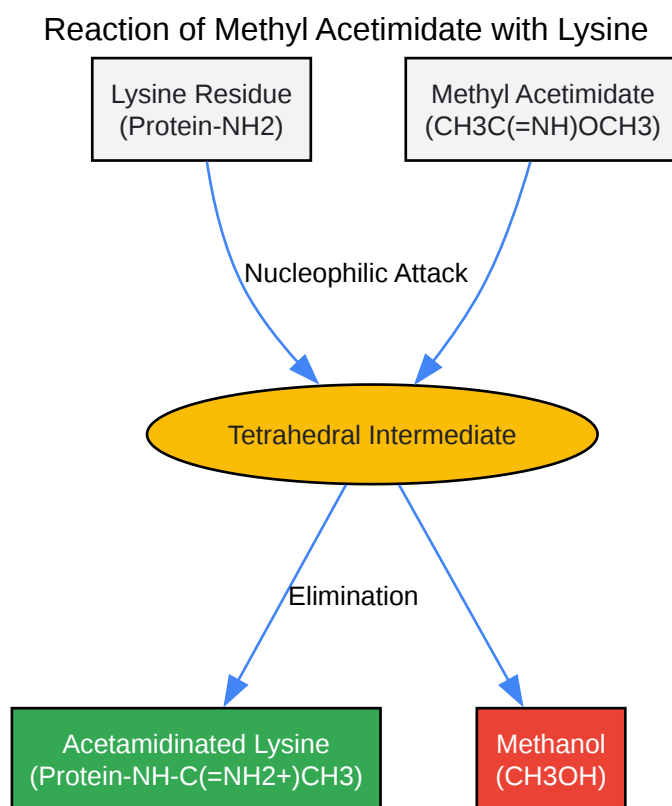 Reaction of Methyl Acetimidate with Lysine
Lysine Residue
(Protein-NH2)
Methyl Acetimidate
(CH3C(=NH)OCH3)
Nucleophilic Attack
Tetrahedral Intermediate
Elimination
Acetamidinated Lysine
(Protein-NH-C(=NH2+)CH3)
Methanol
(CH3OH)